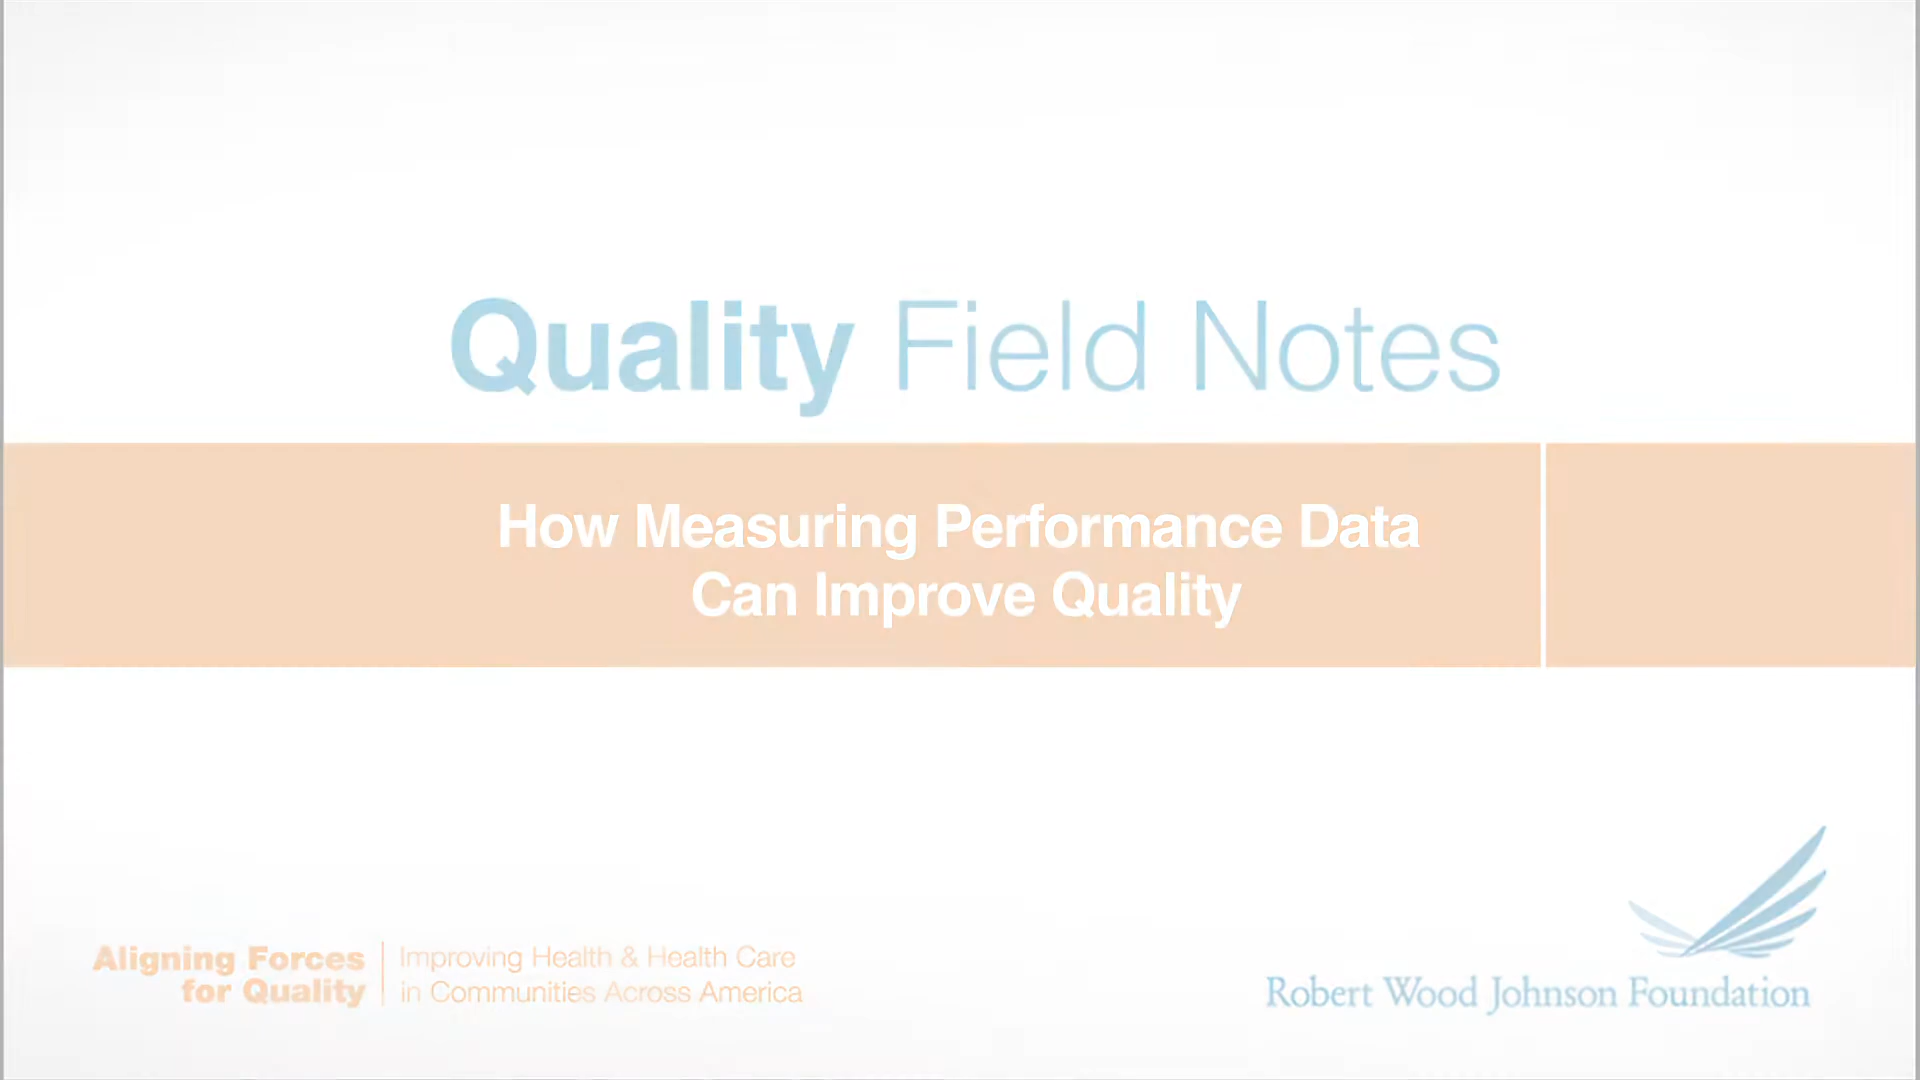 Quality Field Notes
How Measuring Performance Data
Can Improve Quality
Aligning Forces
for Quality
Improving Health & Health Care
in Communities Across America
Robert Wood Johnson Foundation